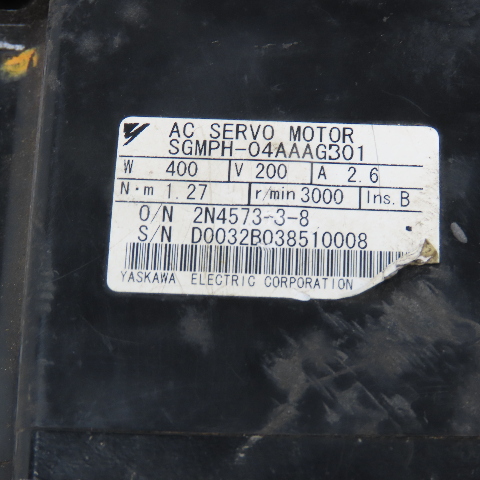 AC SERVO MOTOR
SGMPH-04AAAGB01
W 400 V 200 A 2.6
N·m 1.27 r/min 3000 Ins. B
O/N 2N4573-3-8
S/N D0032B038510008
YASKAWA ELECTRIC CORPORATION